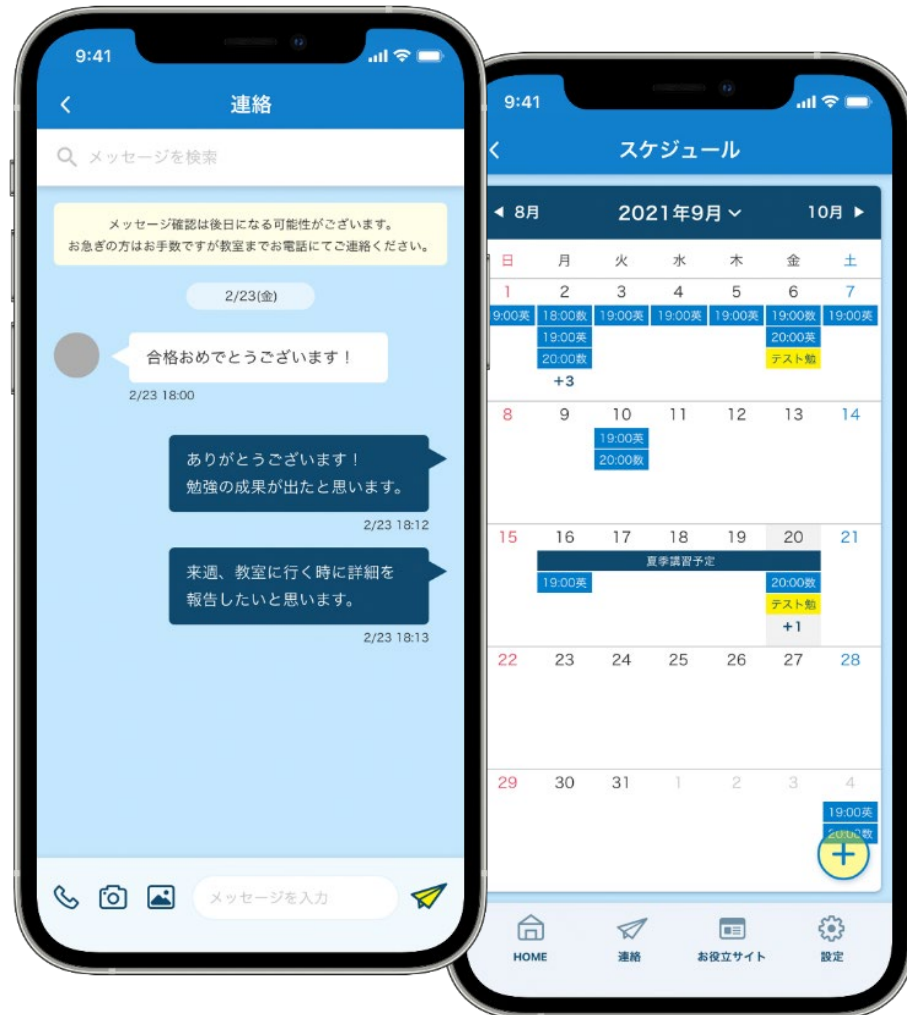 9:41
連絡
メッセージを検索
メッセージ確認は後日になる可能性がございます。
お急ぎの方はお手数ですが教室までお電話にてご連絡ください。
2/23(金)
合格おめでとうございます！
2/23 18:00
ありがとうございます！
勉強の成果が出たと思います。
2/23 18:12
来週、教室に行く時に詳細を
報告したいと思います。
2/23 18:13
メッセージを入力
9:41
スケジュール
8月 2021年9月 10月
日 月 火 水 木 金 土
1 2 3 4 5 6 7
9:00英 18:00数 19:00英 19:00英 19:00英 19:00数 19:00英
19:00英 20:00英
20:00数 テスト勉
+3
8 9 10 11 12 13 14
19:00英
20:00数
15 16 17 18 19 20 21
夏季講習予定
19:00英 20:00数
テスト勉
+1
22 23 24 25 26 27 28
29 30 31 1 2 3 4
19:00英
20:00数
HOME 連絡 お役立サイト 設定